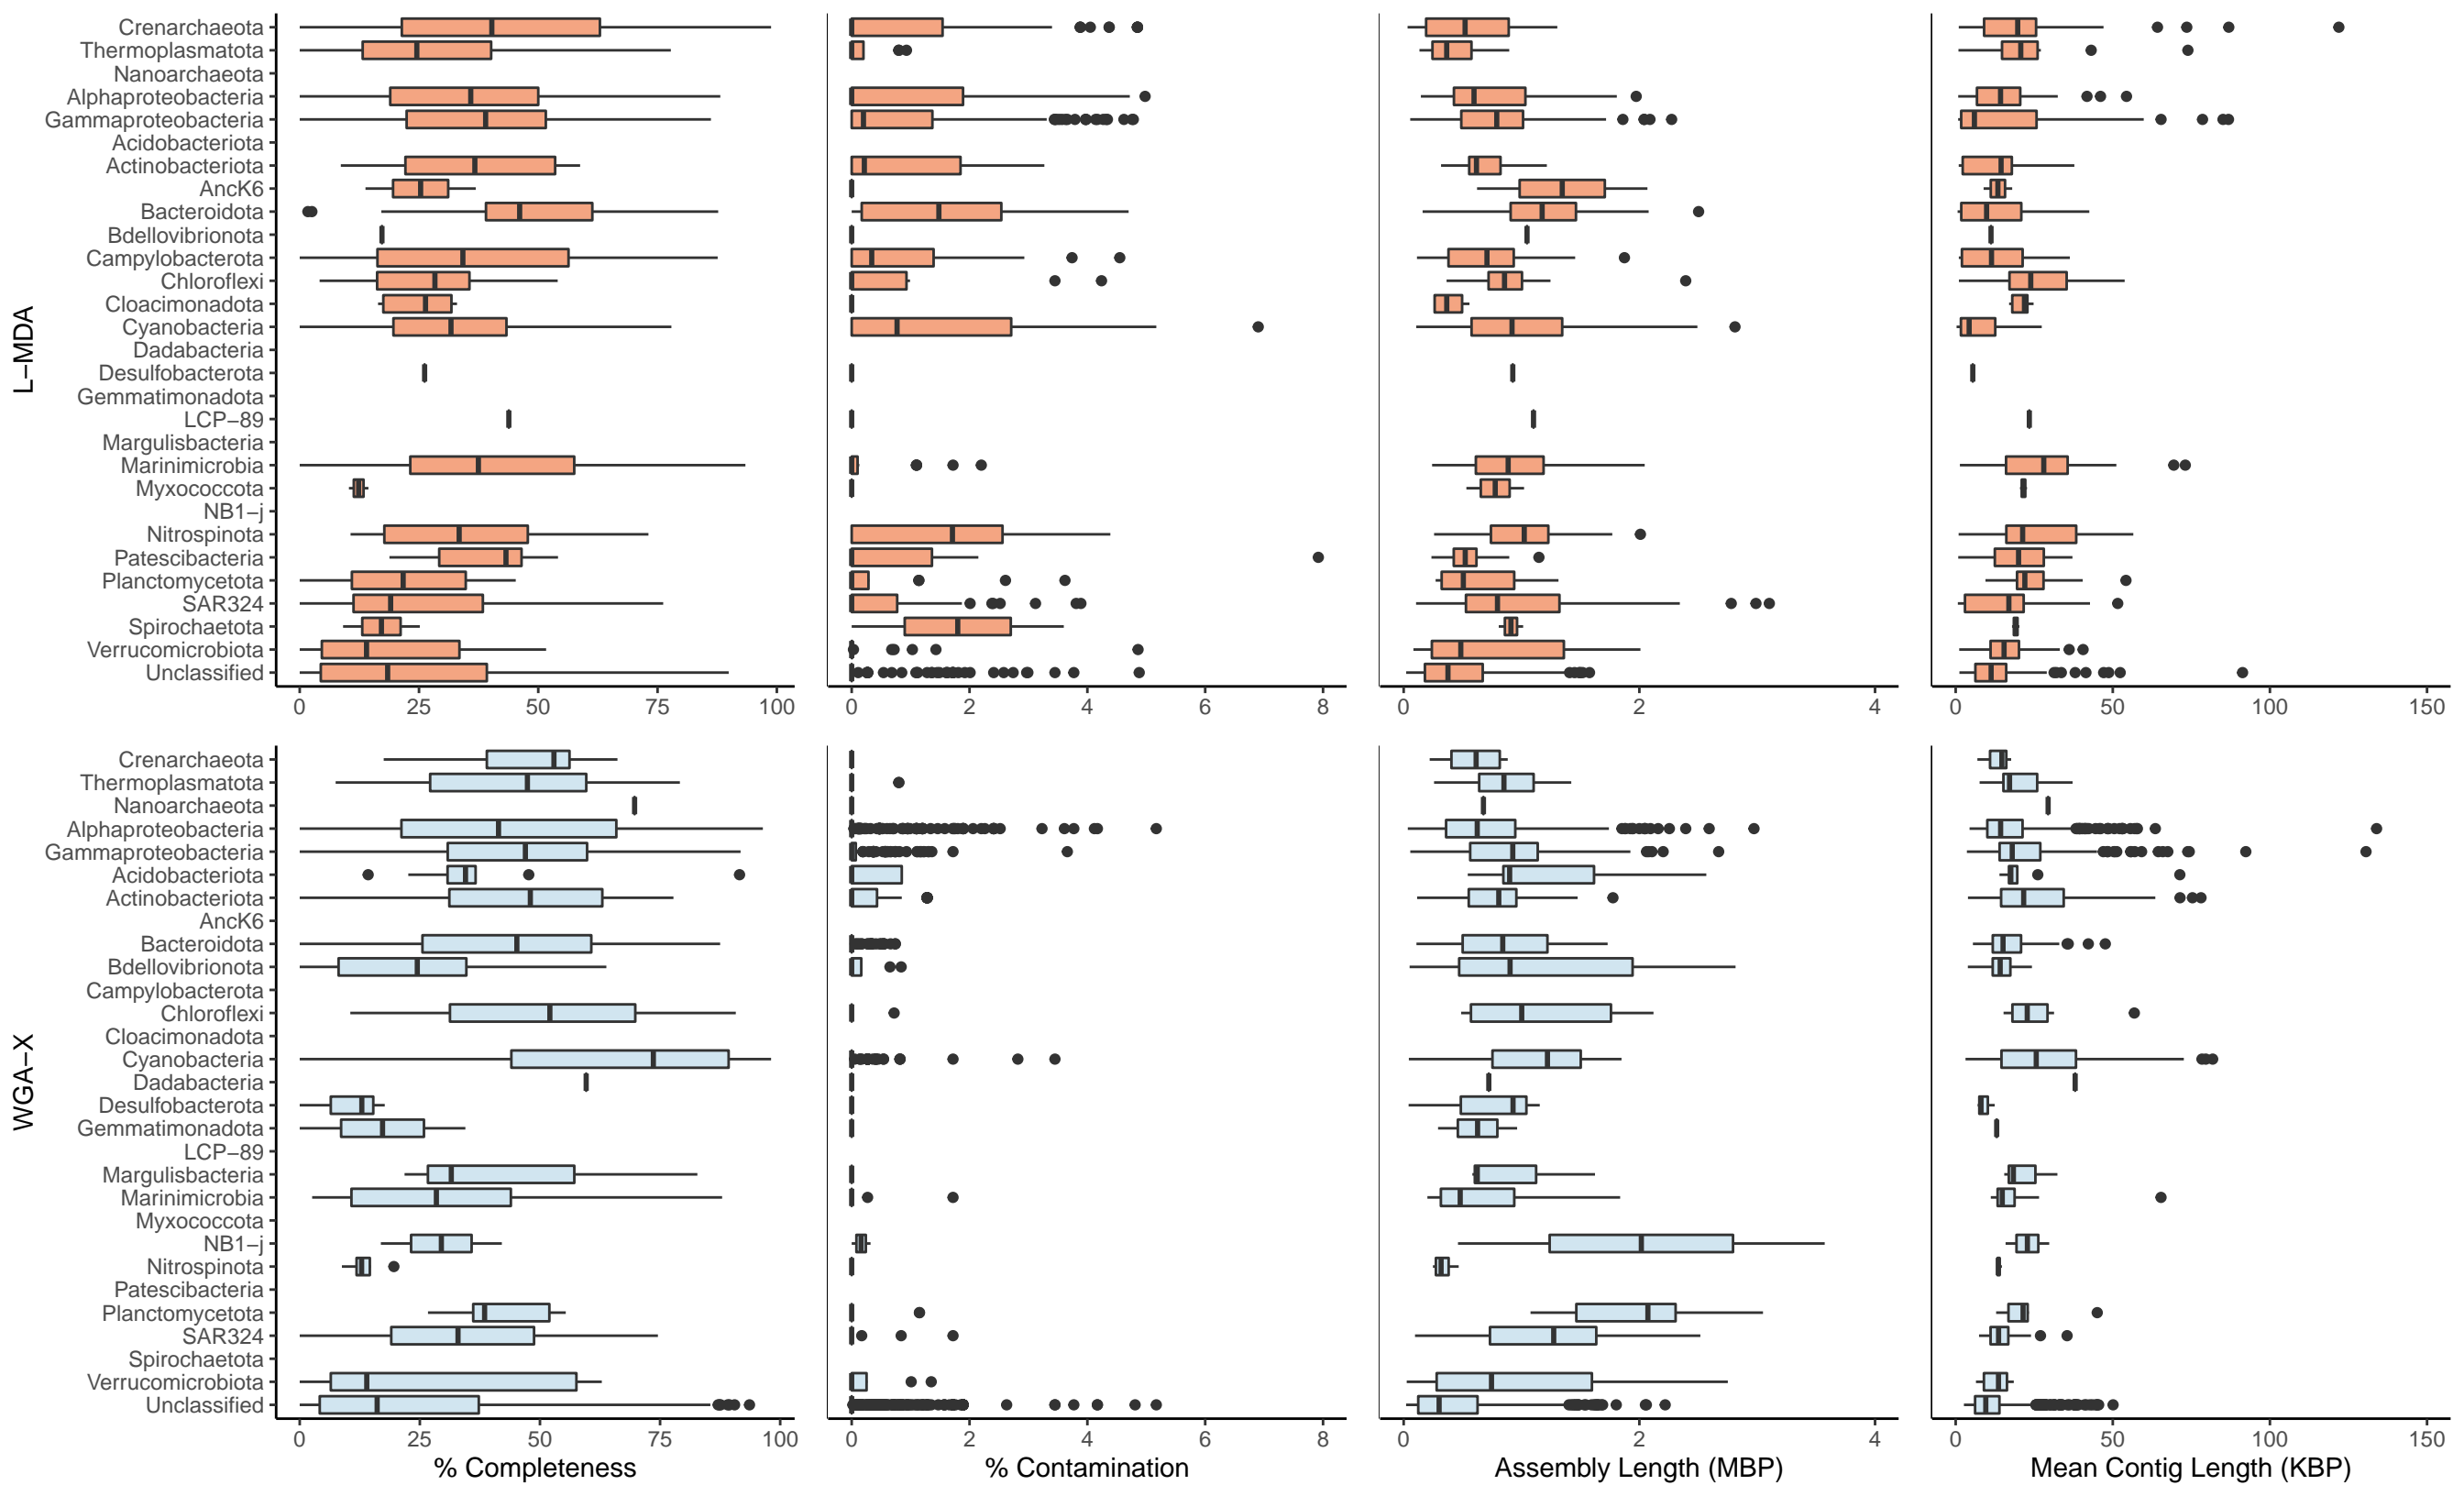 L−MDA
Crenarchaeota
Thermoplasmatota
Nanoarchaeota
Alphaproteobacteria
Gammaproteobacteria
Acidobacteriota
Actinobacteriota
AncK6
Bacteroidota
Bdellovibrionota
Campylobacterota
Chloroflexi
Cloacimonadota
Cyanobacteria
Dadabacteria
Desulfobacterota
Gemmatimonadota
LCP−89
Margulisbacteria
Marinimicrobia
Myxococcota
NB1−j
Nitrospinota
Patescibacteria
Planctomycetota
SAR324
Spirochaetota
Verrucomicrobiota
Unclassified
0 25 50 75 100 0 2 4 6 8 0 2 4 0 50 100 150
WGA−X
Crenarchaeota
Thermoplasmatota
Nanoarchaeota
Alphaproteobacteria
Gammaproteobacteria
Acidobacteriota
Actinobacteriota
AncK6
Bacteroidota
Bdellovibrionota
Campylobacterota
Chloroflexi
Cloacimonadota
Cyanobacteria
Dadabacteria
Desulfobacterota
Gemmatimonadota
LCP−89
Margulisbacteria
Marinimicrobia
Myxococcota
NB1−j
Nitrospinota
Patescibacteria
Planctomycetota
SAR324
Spirochaetota
Verrucomicrobiota
Unclassified
0 25 50 75 100 0 2 4 6 8 0 2 4 0 50 100 150
% Completeness % Contamination Assembly Length (MBP) Mean Contig Length (KBP)